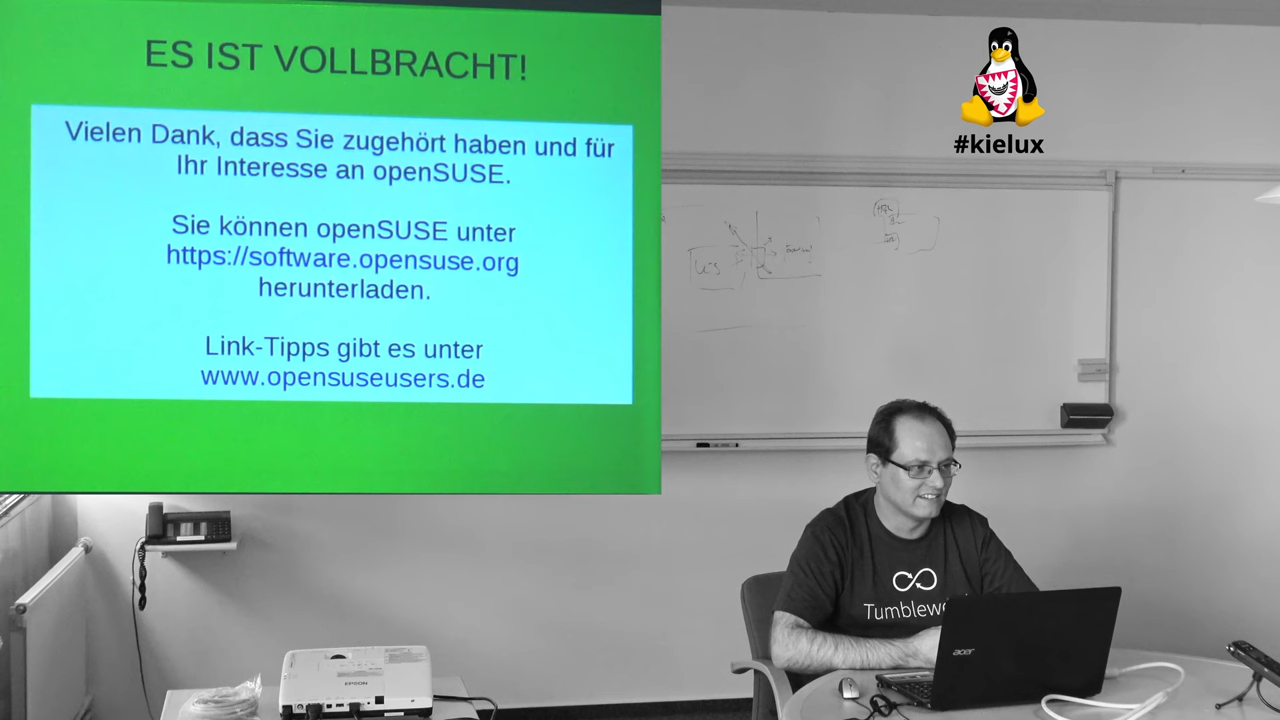 ES IST VOLLBRACHT!
Vielen Dank, dass Sie zugehört haben und für
Ihr Interesse an openSUSE.
Sie können openSUSE unter
https://software.opensuse.org
herunterladen.
Link-Tipps gibt es unter
www.opensuseusers.de
#kielux
Tumblewe
acer
EPSON